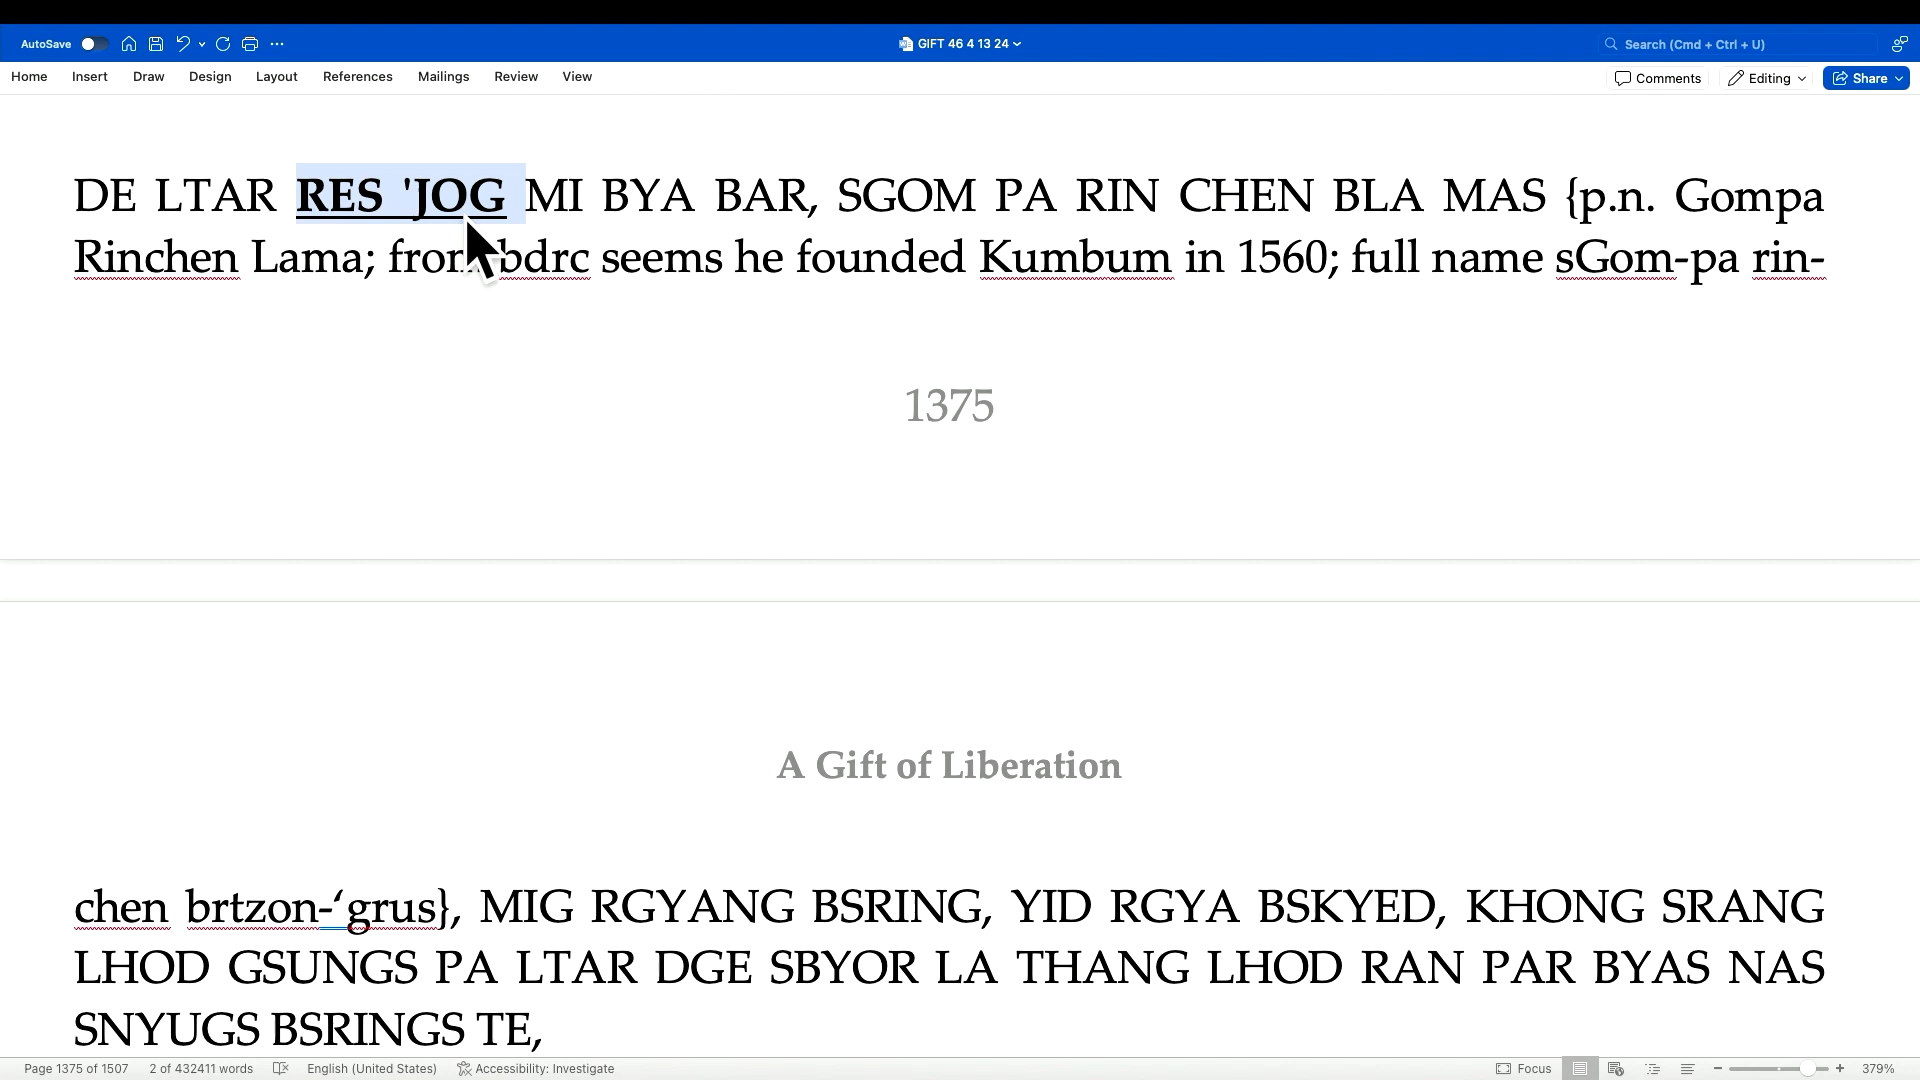 AutoSave
GIFT 46 4 13 24
Search (Cmd + Ctrl + U)
Home Insert Draw Design Layout References Mailings Review View
Comments Editing Share
DE LTAR RES 'JOG MI BYA BAR, SGOM PA RIN CHEN BLA MAS {p.n. Gompa
Rinchen Lama; from bdrc seems he founded Kumbum in 1560; full name sGom-pa rin-
1375
A Gift of Liberation
chen brtzon-‘grus}, MIG RGYANG BSRING, YID RGYA BSKYED, KHONG SRANG
LHOD GSUNGS PA LTAR DGE SBYOR LA THANG LHOD RAN PAR BYAS NAS
SNYUGS BSRINGS TE,
Page 1375 of 1507 2 of 432411 words English (United States) Accessibility: Investigate Focus 379%